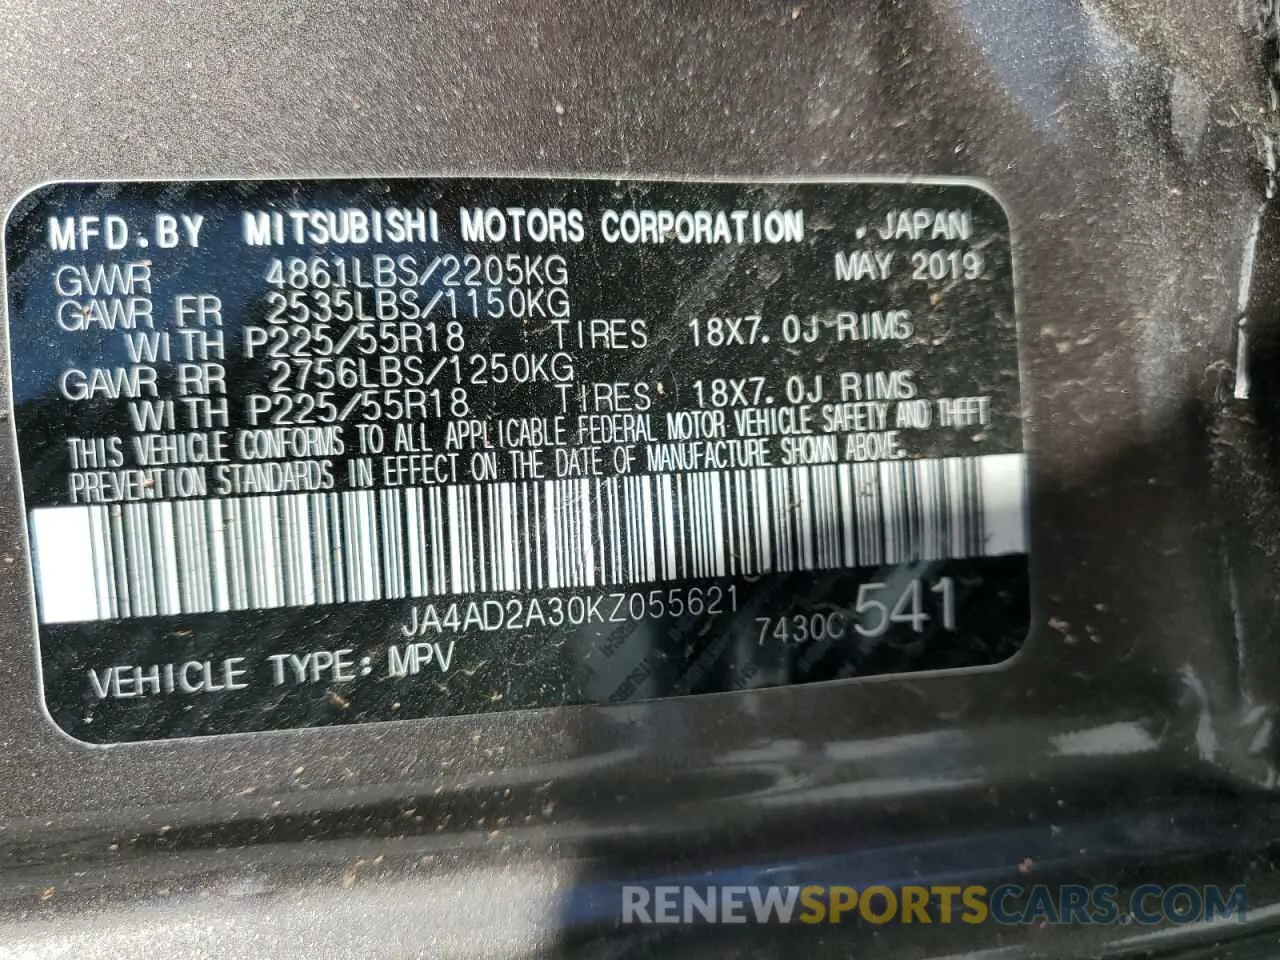 MFD.BY MITSUBISHI MOTORS CORPORATION . JAPAN
GVWR 4861LBS/2205KG MAY 2019
GAWR FR 2535LBS/1150KG
WITH P225/55R18 TIRES 18X7.0J RIMS
GAWR RR 2756LBS/1250KG
WITH P225/55R18 TIRES 18X7.0J RIMS
THIS VEHICLE CONFORMS TO ALL APPLICABLE FEDERAL MOTOR VEHICLE SAFETY AND THEFT
PREVENTION STANDARDS IN EFFECT ON THE DATE OF MANUFACTURE SHOWN ABOVE.
JA4AD2A30KZ055621
7430C 541
VEHICLE TYPE: MPV
RENEWSPORTSCARS.COM